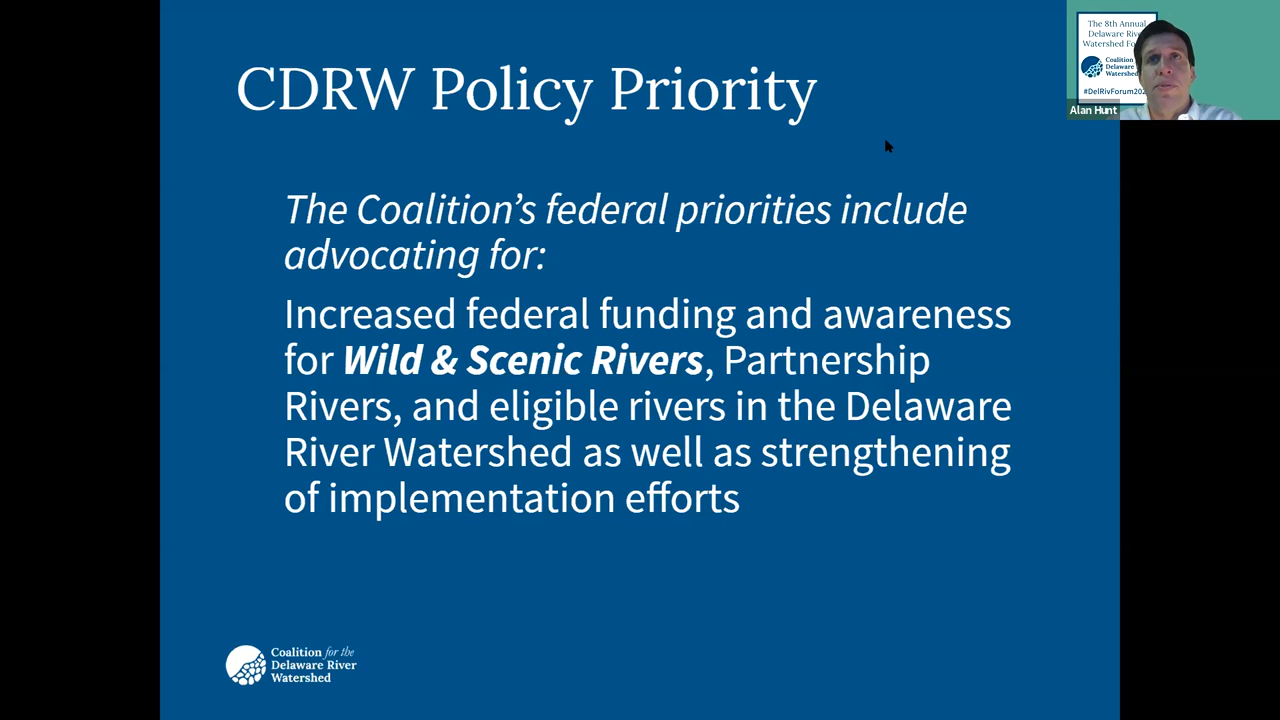 CDRW Policy Priority
The Coalition's federal priorities include
advocating for:
Increased federal funding and awareness
for Wild & Scenic Rivers, Partnership
Rivers, and eligible rivers in the Delaware
River Watershed as well as strengthening
of implementation efforts
Coalition for the
Delaware River
Watershed
The 8th Annual
Delaware Riv
Watershed Fo
Coalition
Delaware
Watershed
#DelRivForum202
Alan Hunt